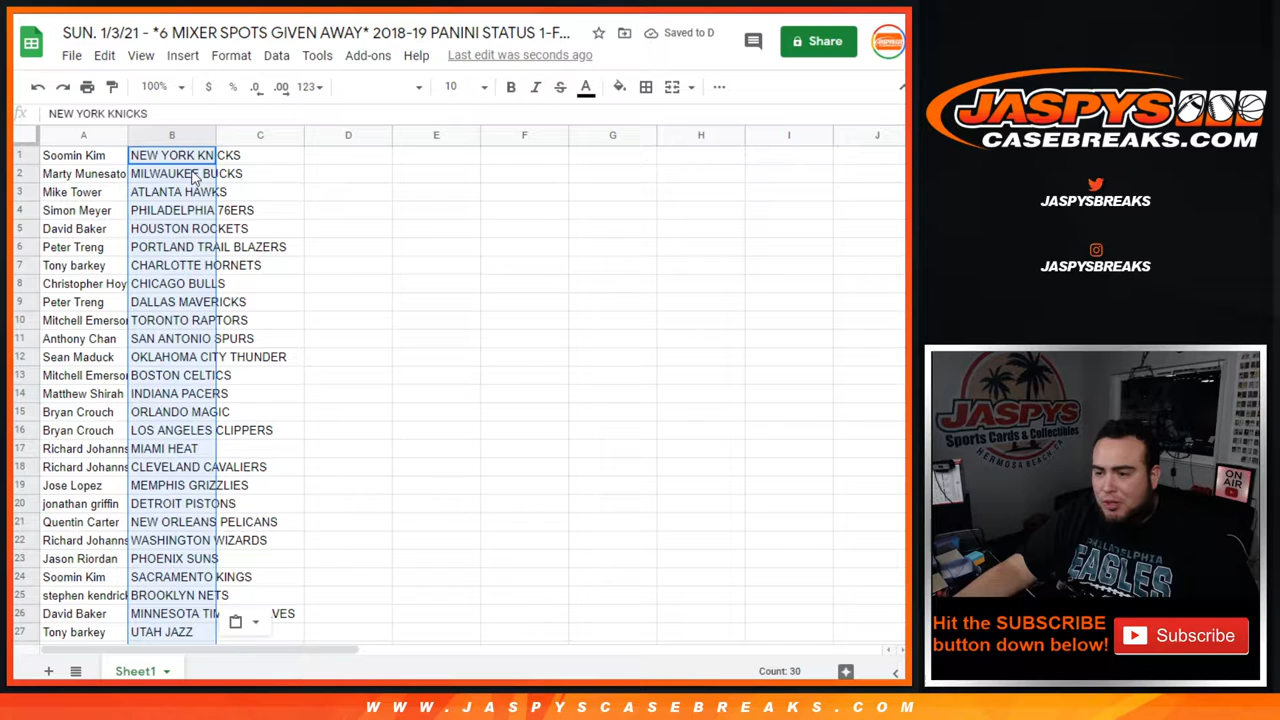 SUN. 1/3/21 - *6 MIXER SPOTS GIVEN AWAY* 2018-19 PANINI STATUS 1-F...
Saved to D
Share
File Edit View Insert Format Data Tools Add-ons Help Last edit was seconds ago
100% $ % .0 .00 123 10 B I S A
fx NEW YORK KNICKS
A B C D E F G H I J
1 Soomin Kim NEW YORK KNICKS
2 Marty Munesato MILWAUKEE BUCKS
3 Mike Tower ATLANTA HAWKS
4 Simon Meyer PHILADELPHIA 76ERS
5 David Baker HOUSTON ROCKETS
6 Peter Treng PORTLAND TRAIL BLAZERS
7 Tony barkey CHARLOTTE HORNETS
8 Christopher Hoy CHICAGO BULLS
9 Peter Treng DALLAS MAVERICKS
10 Mitchell Emerson TORONTO RAPTORS
11 Anthony Chan SAN ANTONIO SPURS
12 Sean Maduck OKLAHOMA CITY THUNDER
13 Mitchell Emerson BOSTON CELTICS
14 Matthew Shirah INDIANA PACERS
15 Bryan Crouch ORLANDO MAGIC
16 Bryan Crouch LOS ANGELES CLIPPERS
17 Richard Johanns MIAMI HEAT
18 Richard Johanns CLEVELAND CAVALIERS
19 Jose Lopez MEMPHIS GRIZZLIES
20 jonathan griffin DETROIT PISTONS
21 Quentin Carter NEW ORLEANS PELICANS
22 Richard Johanns WASHINGTON WIZARDS
23 Jason Riordan PHOENIX SUNS
24 Soomin Kim SACRAMENTO KINGS
25 stephen kendrick BROOKLYN NETS
26 David Baker MINNESOTA TIM VES
27 Tony barkey UTAH JAZZ
Sheet1
Count: 30
JASPYS
CASEBREAKS.COM
JASPYSBREAKS
JASPYSBREAKS
JASPYS
Sports Cards & Collectibles
HERMOSA BEACH, CA
ON AIR
PHILADELPHIA
EAGLES
Hit the SUBSCRIBE
button down below!
Subscribe
WWW.JASPYSCASEBREAKS.COM